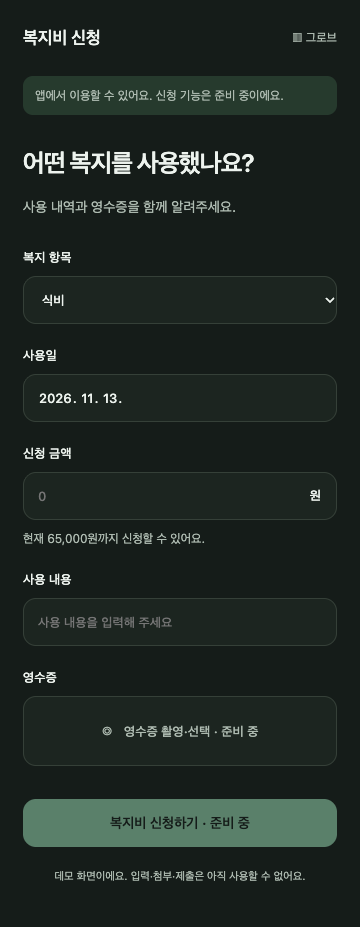 복지비 신청
그로브
앱에서 이용할 수 있어요. 신청 기능은 준비 중이에요.
어떤 복지를 사용했나요?
사용 내역과 영수증을 함께 알려주세요.
복지 항목
식비
사용일
2026. 11. 13.
신청 금액
0 원
현재 65,000원까지 신청할 수 있어요.
사용 내용
사용 내용을 입력해 주세요
영수증
◎ 영수증 촬영·선택 · 준비 중
복지비 신청하기 · 준비 중
데모 화면이에요. 입력·첨부·제출은 아직 사용할 수 없어요.